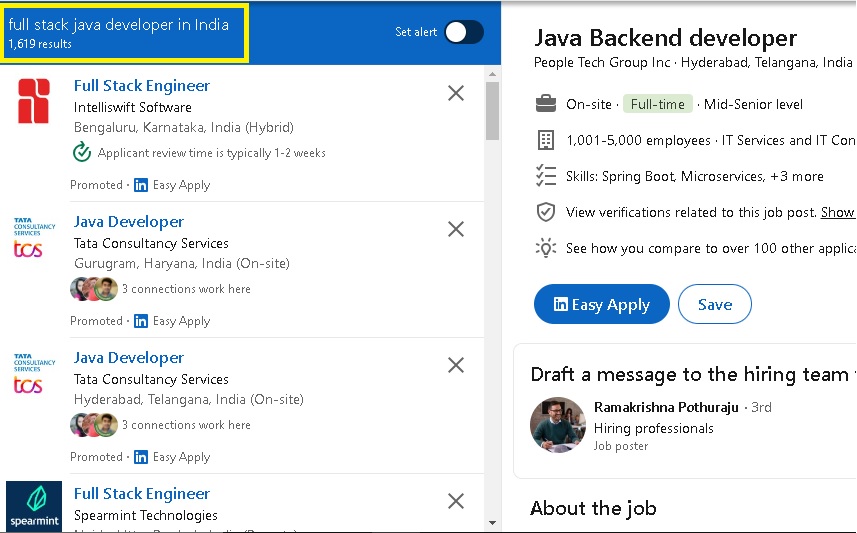 full stack java developer in India
1,619 results
Set alert
Full Stack Engineer
Intelliswift Software
Bengaluru, Karnataka, India (Hybrid)
Applicant review time is typically 1-2 weeks
Promoted · in Easy Apply
TATA
CONSULTANCY
SERVICES
tcs
Java Developer
Tata Consultancy Services
Gurugram, Haryana, India (On-site)
3 connections work here
Promoted · in Easy Apply
TATA
CONSULTANCY
SERVICES
tcs
Java Developer
Tata Consultancy Services
Hyderabad, Telangana, India (On-site)
3 connections work here
Promoted · in Easy Apply
spearmint
Full Stack Engineer
Spearmint Technologies
Java Backend developer
People Tech Group Inc · Hyderabad, Telangana, India
On-site · Full-time · Mid-Senior level
1,001-5,000 employees · IT Services and IT Con
Skills: Spring Boot, Microservices, +3 more
View verifications related to this job post. Show
See how you compare to over 100 other applica
in Easy Apply
Save
Draft a message to the hiring team
Ramakrishna Pothuraju · 3rd
Hiring professionals
Job poster
About the job